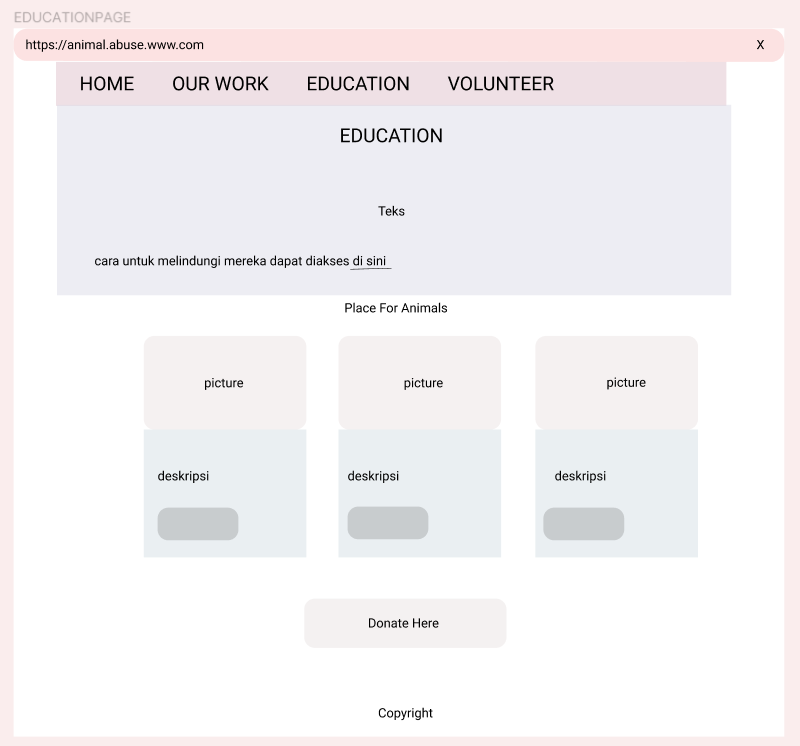 EDUCATIONPAGE
https://animal.abuse.www.com X
HOME OUR WORK EDUCATION VOLUNTEER
EDUCATION
Teks
cara untuk melindungi mereka dapat diakses di sini
Place For Animals
picture picture picture
deskripsi deskripsi deskripsi
Donate Here
Copyright